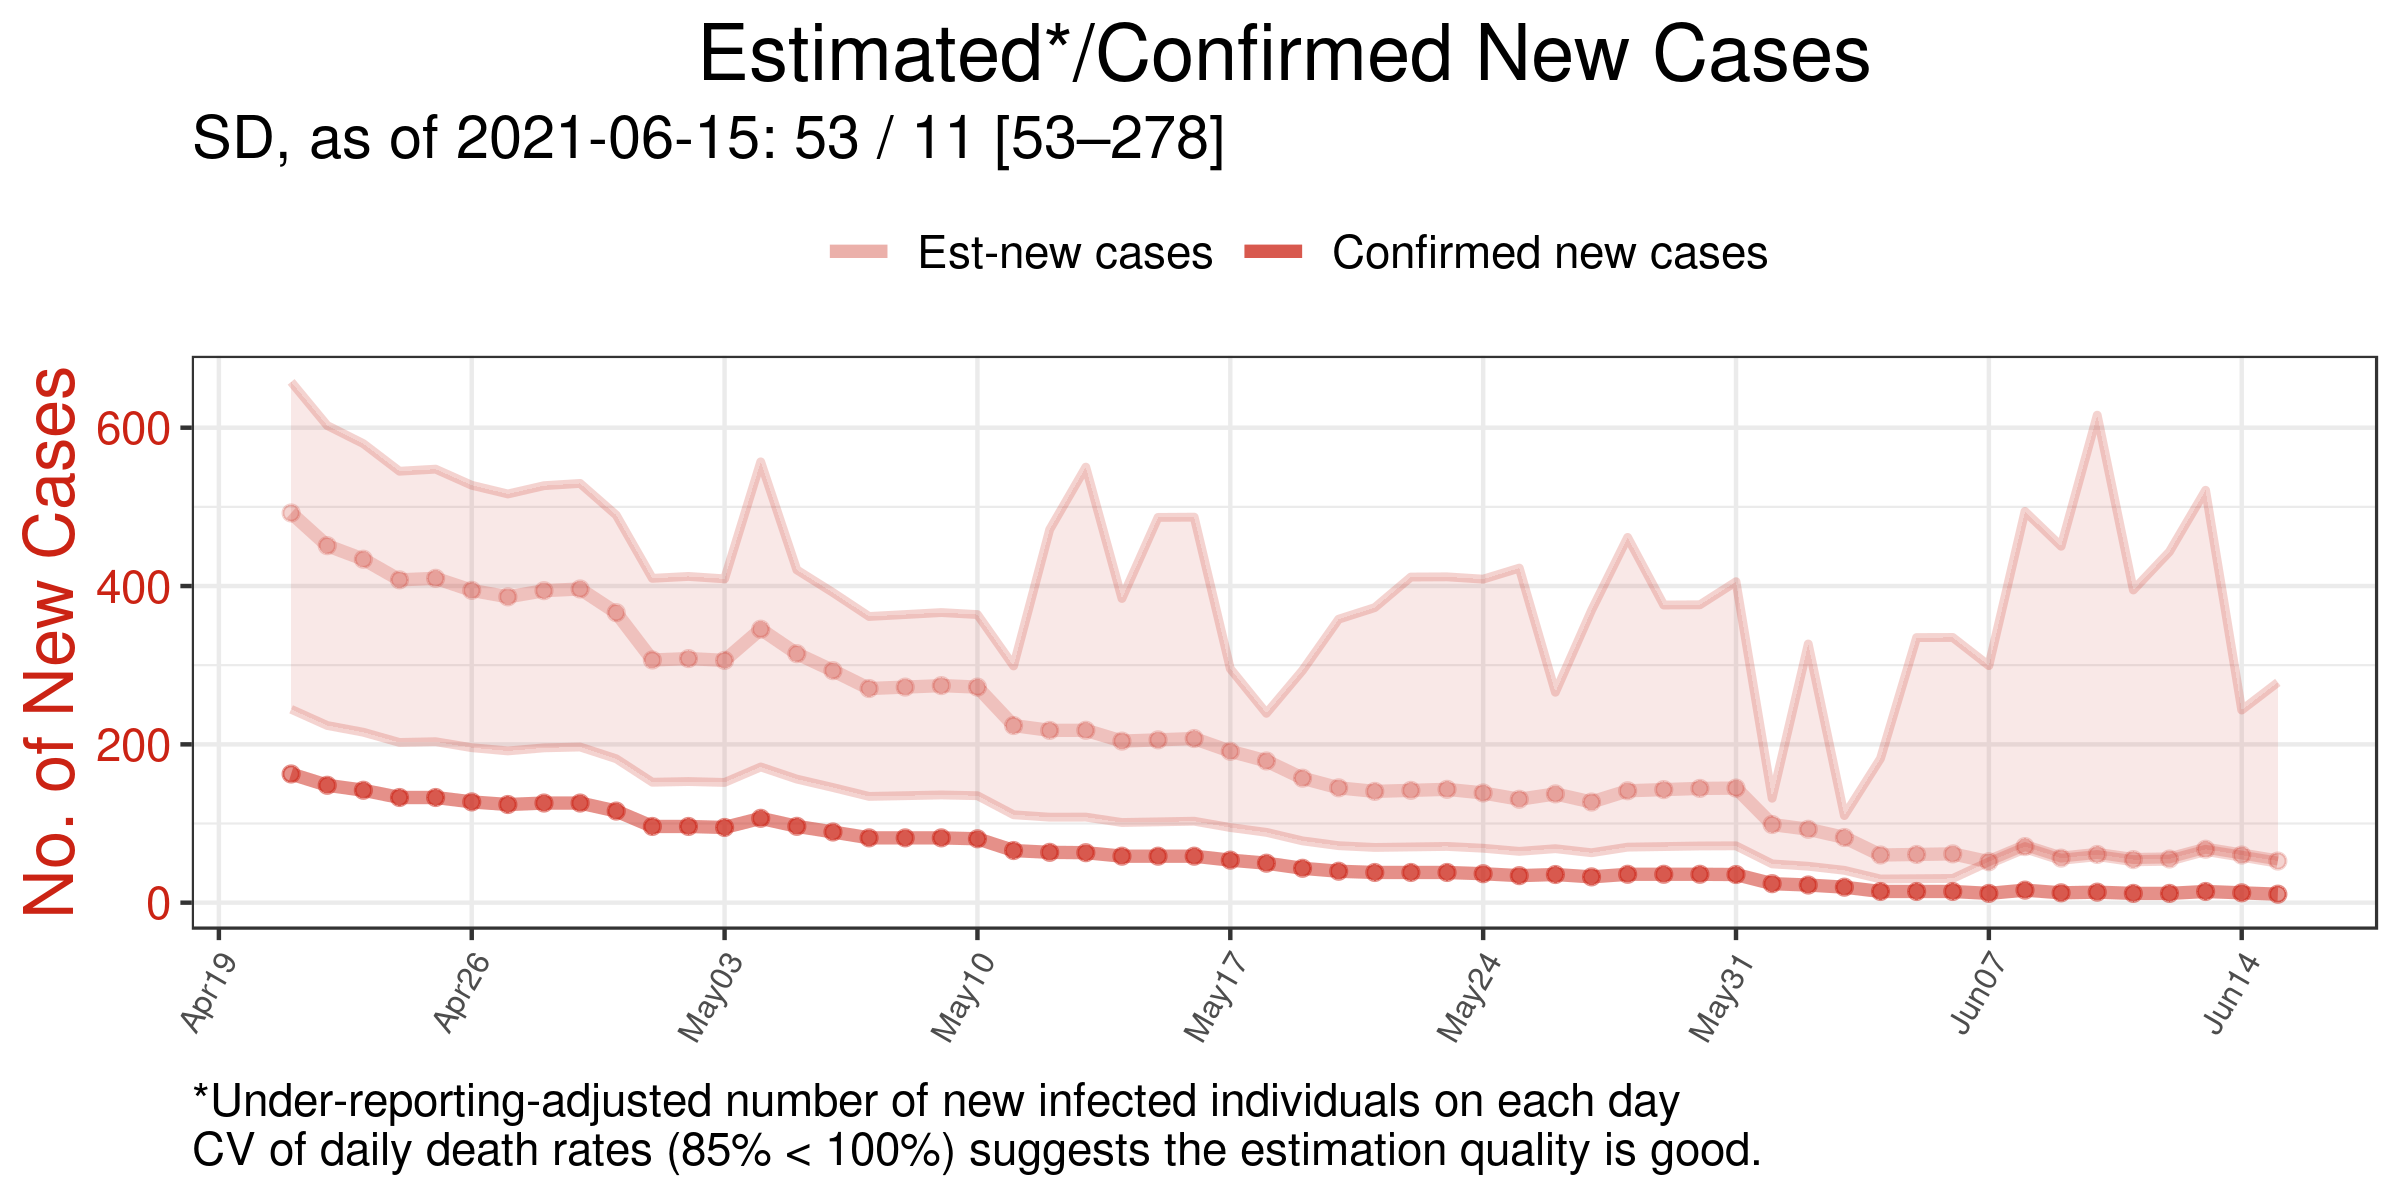 Estimated*/Confirmed New Cases
SD, as of 2021-06-15: 53 / 11 [53–278]
Est-new cases
Confirmed new cases
No. of New Cases
600
400
200
0
Apr19
Apr26
May03
May10
May17
May24
May31
Jun07
Jun14
*Under-reporting-adjusted number of new infected individuals on each day
CV of daily death rates (85% < 100%) suggests the estimation quality is good.